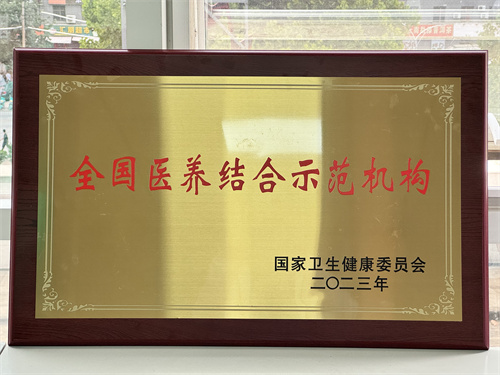 全国医养结合示范机构
国家卫生健康委员会
二〇二三年